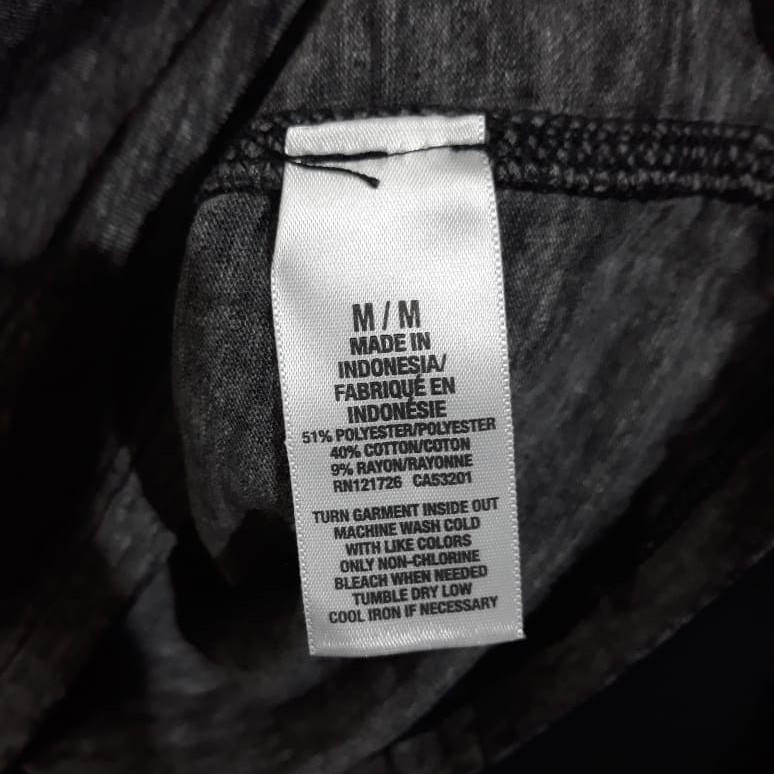 M / M
MADE IN
INDONESIA/
FABRIQUÉ EN
INDONÉSIE
51% POLYESTER/POLYESTER
40% COTTON/COTON
9% RAYON/RAYONNE
RN121726 CA53201
TURN GARMENT INSIDE OUT
MACHINE WASH COLD
WITH LIKE COLORS
ONLY NON-CHLORINE
BLEACH WHEN NEEDED
TUMBLE DRY LOW
COOL IRON IF NECESSARY